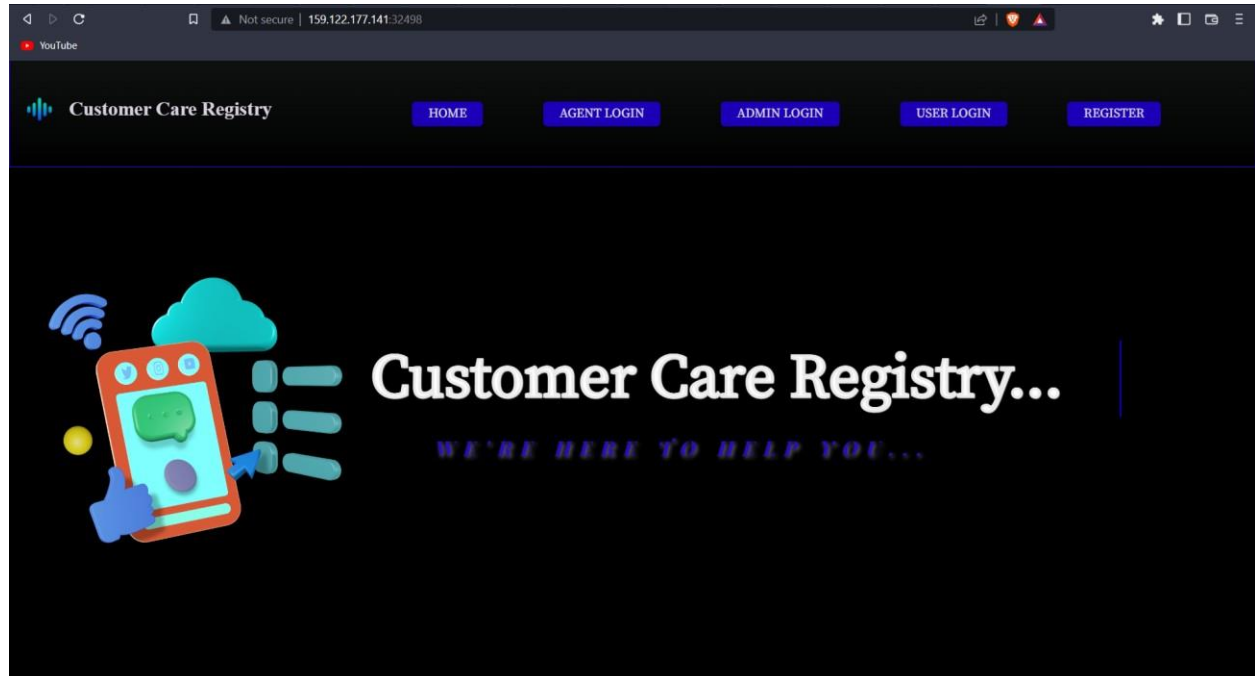 Not secure | 159.122.177.141:32498
YouTube
Customer Care Registry
HOME
AGENT LOGIN
ADMIN LOGIN
USER LOGIN
REGISTER
Customer Care Registry...
WE'RE HERE TO HELP YOU...